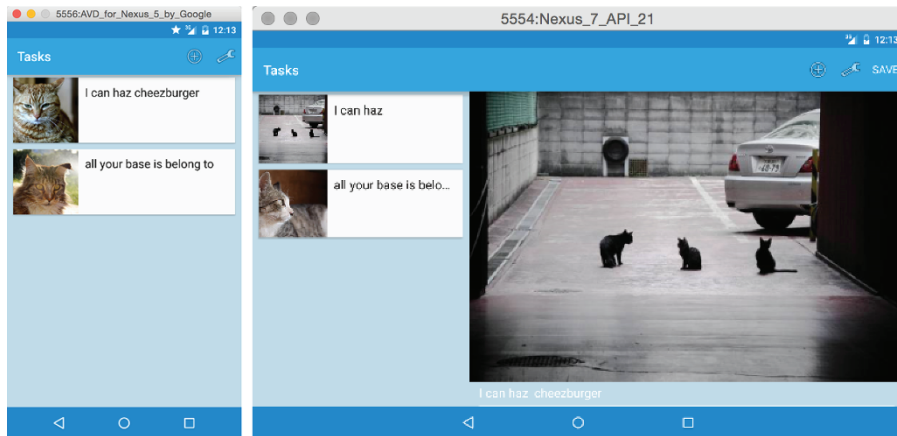 5556:AVD_for_Nexus_5_by_Google
12:13
Tasks
I can haz cheezburger
all your base is belong to
5554:Nexus_7_API_21
12:13
Tasks
SAVE
I can haz
all your base is belo...
I can haz cheezburger